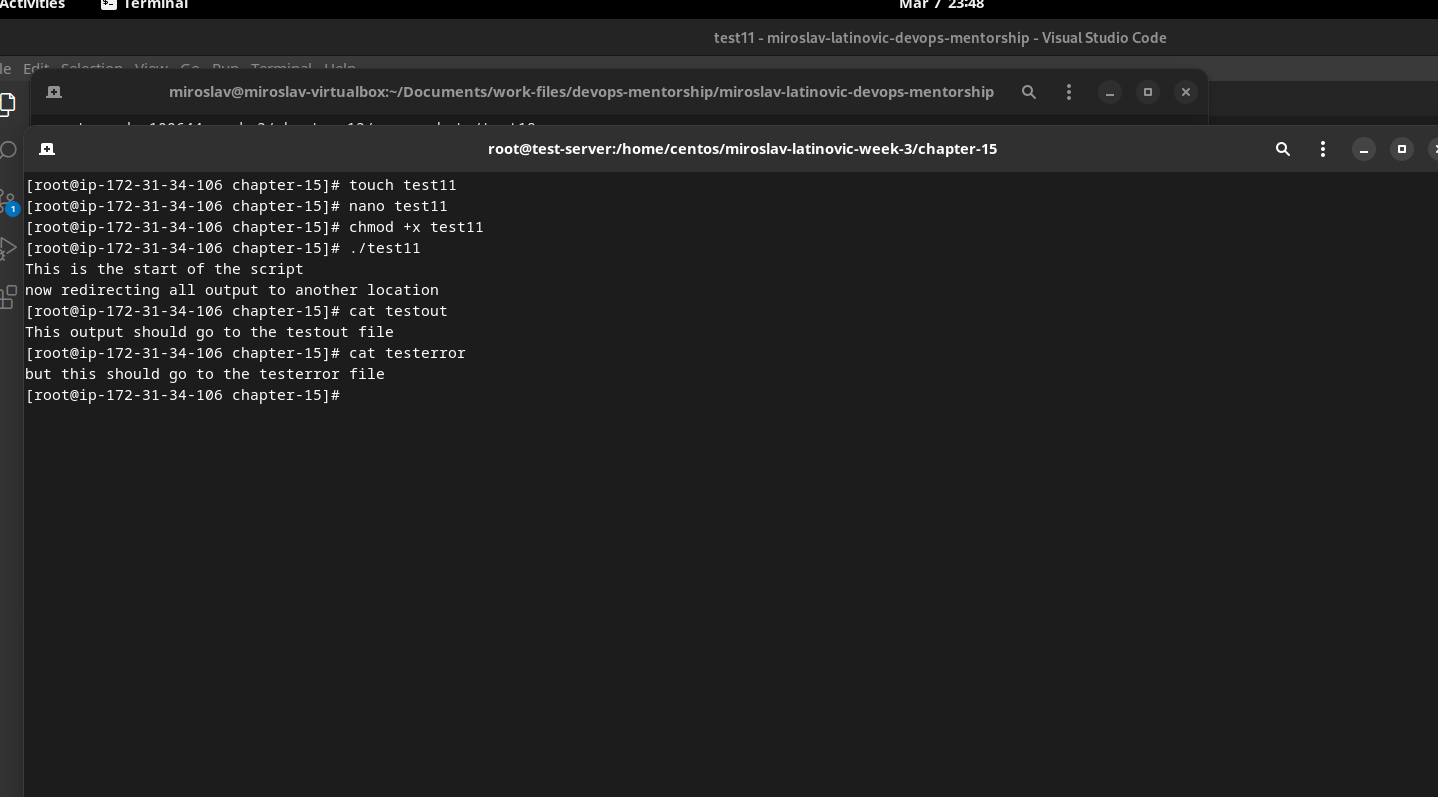 Activities Terminal Mar 7 23:48
test11 - miroslav-latinovic-devops-mentorship - Visual Studio Code
Edit Selection View Go Run Terminal Help
miroslav@miroslav-virtualbox:~/Documents/work-files/devops-mentorship/miroslav-latinovic-devops-mentorship
root@test-server:/home/centos/miroslav-latinovic-week-3/chapter-15
[root@ip-172-31-34-106 chapter-15]# touch test11
[root@ip-172-31-34-106 chapter-15]# nano test11
[root@ip-172-31-34-106 chapter-15]# chmod +x test11
[root@ip-172-31-34-106 chapter-15]# ./test11
This is the start of the script
now redirecting all output to another location
[root@ip-172-31-34-106 chapter-15]# cat testout
This output should go to the testout file
[root@ip-172-31-34-106 chapter-15]# cat testerror
but this should go to the testerror file
[root@ip-172-31-34-106 chapter-15]#
1